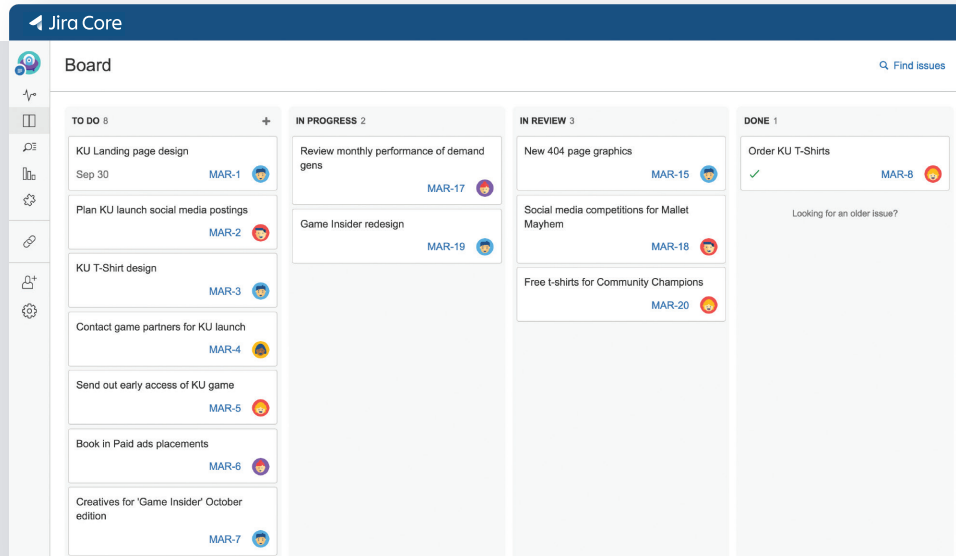 Jira Core
Board
Find issues
TO DO 8
KU Landing page design
Sep 30
MAR-1
Plan KU launch social media postings
MAR-2
KU T-Shirt design
MAR-3
Contact game partners for KU launch
MAR-4
Send out early access of KU game
MAR-5
Book in Paid ads placements
MAR-6
Creatives for 'Game Insider' October
edition
MAR-7
IN PROGRESS 2
Review monthly performance of demand
gens
MAR-17
Game Insider redesign
MAR-19
IN REVIEW 3
New 404 page graphics
MAR-15
Social media competitions for Mallet
Mayhem
MAR-18
Free t-shirts for Community Champions
MAR-20
DONE 1
Order KU T-Shirts
MAR-8
Looking for an older issue?